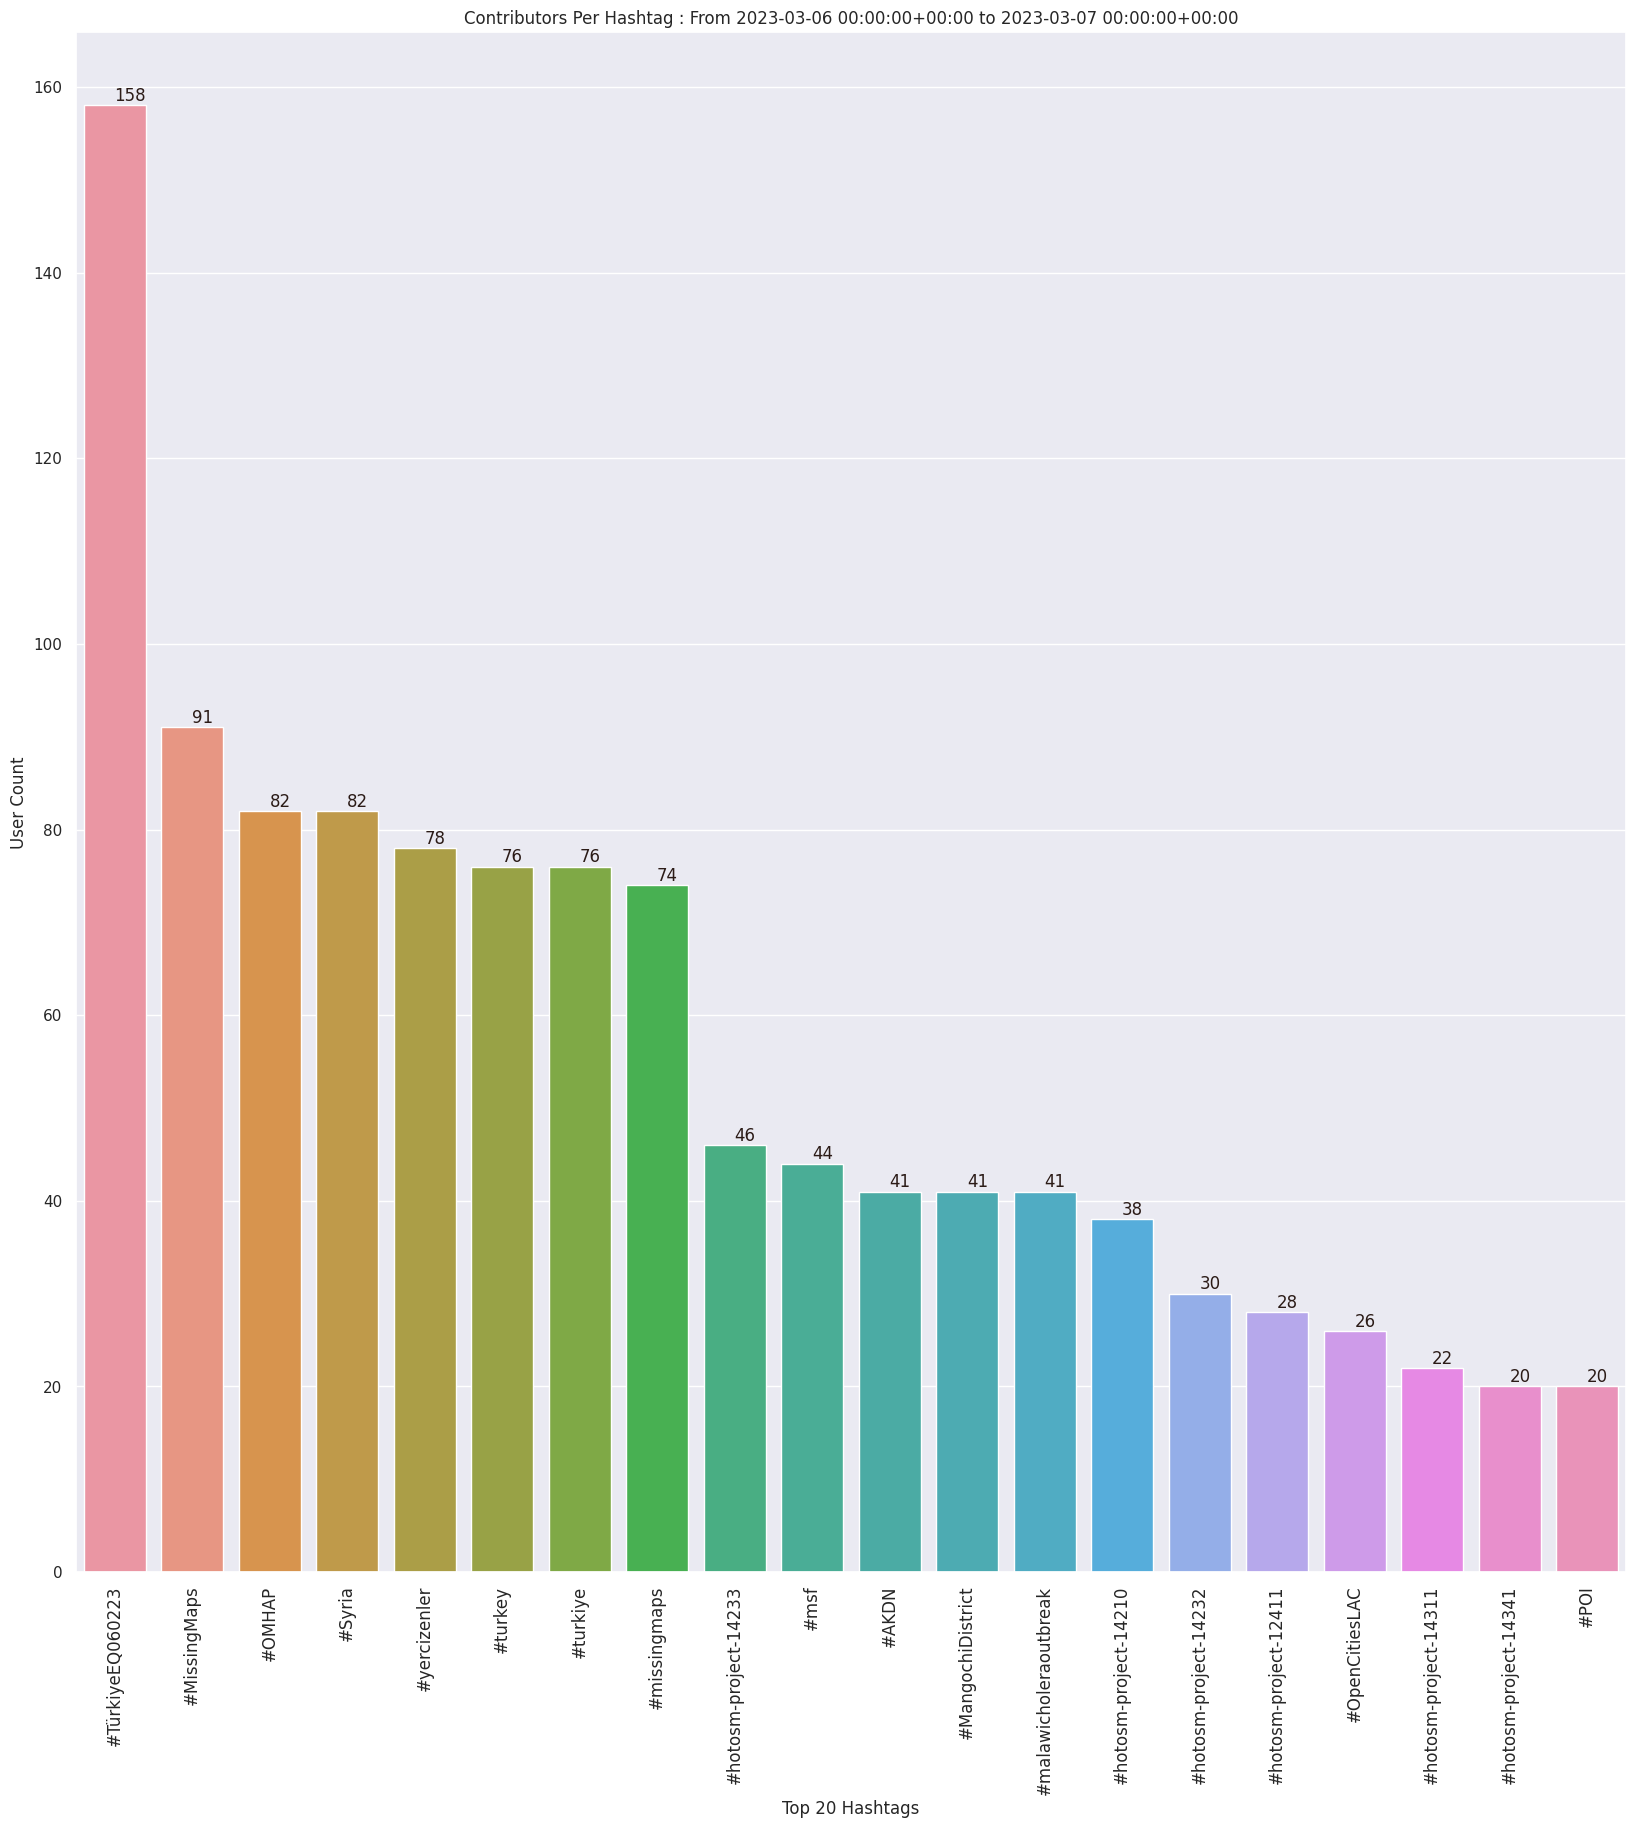 Contributors Per Hashtag : From 2023-03-06 00:00:00+00:00 to 2023-03-07 00:00:00+00:00
User Count
160
140
120
100
80
60
40
20
0
158
91
82
82
78
76
76
74
46
44
41
41
41
38
30
28
26
22
20
20
#TürkiyeEQ060223
#MissingMaps
#OMHAP
#Syria
#yercizenler
#turkey
#turkiye
#missingmaps
#hotosm-project-14233
#msf
#AKDN
#MangochiDistrict
#malawicholeraoutbreak
#hotosm-project-14210
#hotosm-project-14232
#hotosm-project-12411
#OpenCitiesLAC
#hotosm-project-14311
#hotosm-project-14341
#POI
Top 20 Hashtags